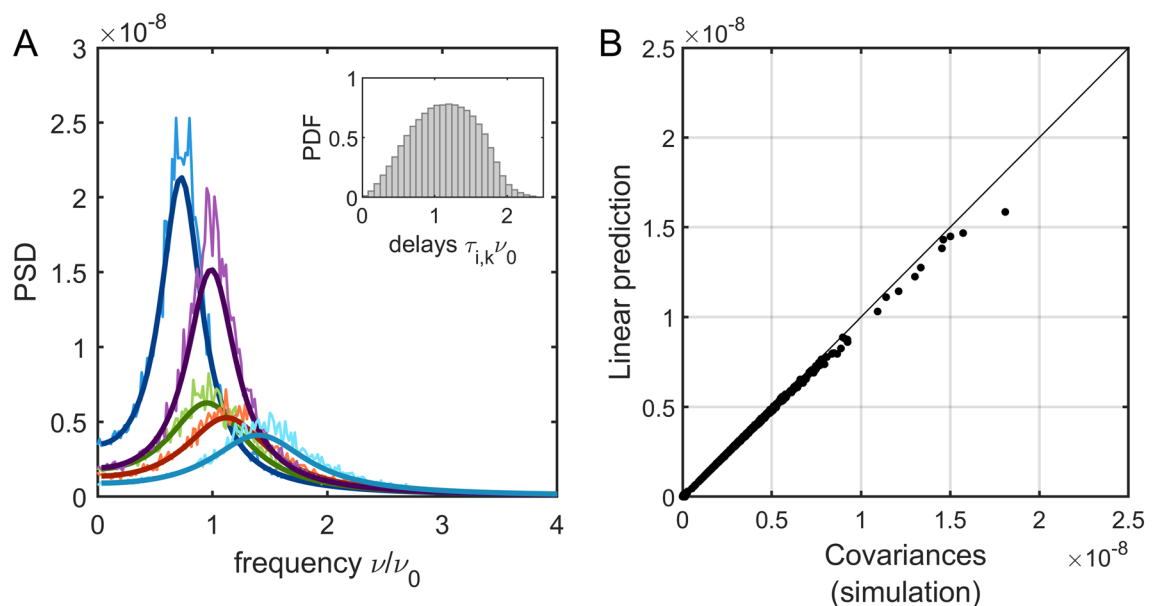 A
×10⁻⁸
3
2.5
2
1.5
1
0.5
0
PSD
0 1 2 3 4
frequency ν/ν₀
1
0.5
0
PDF
0 1 2
delays τᵢ,ₖν₀
B
×10⁻⁸
2.5
2
1.5
1
0.5
0
Linear prediction
0 0.5 1 1.5 2 2.5
×10⁻⁸
Covariances
(simulation)